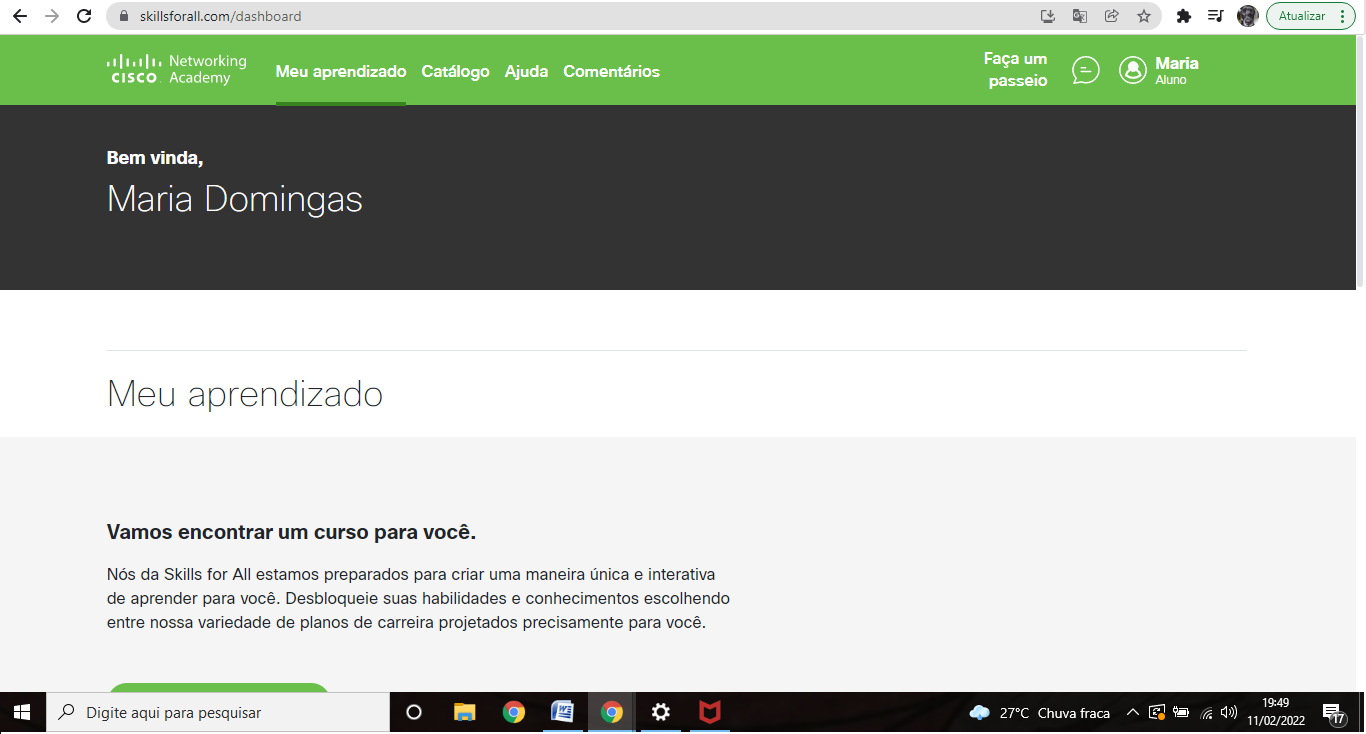 skillsforall.com/dashboard
Atualizar
CISCO
Networking
Academy
Meu aprendizado
Catálogo
Ajuda
Comentários
Faça um
passeio
Maria
Aluno
Bem vinda,
Maria Domingas
Meu aprendizado
Vamos encontrar um curso para você.
Nós da Skills for All estamos preparados para criar uma maneira única e interativa
de aprender para você. Desbloqueie suas habilidades e conhecimentos escolhendo
entre nossa variedade de planos de carreira projetados precisamente para você.
Digite aqui para pesquisar
27°C Chuva fraca
19:49
11/02/2022
17